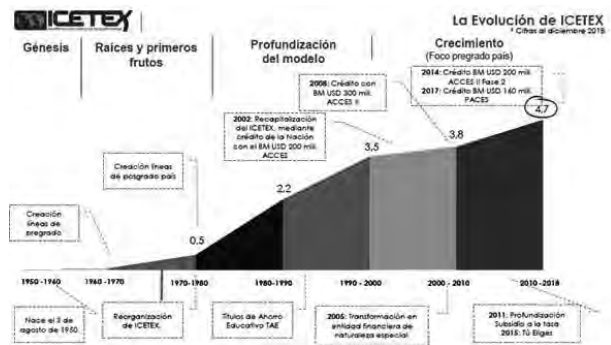 ICETEX
La Evolución de ICETEX
* Cifras al diciembre 2018
Génesis
Raíces y primeros
frutos
Profundización
del modelo
Crecimiento
(Foco pregrado país)
2014: Crédito BM USD 200 mill.
ACCES II Fase 2
2017: Crédito BM USD 160 mill.
PACES
2008: Crédito con
BM USD 300 mill.
ACCES II
2002: Recapitalización
del ICETEX, mediante
crédito de la Nación
con el BM USD 200 mill.
ACCES
4.7
3,8
3,5
2.2
0.5
Creación líneas
de posgrado país
Creación
líneas de
pregrado
1950 -1960
1960 -1970
1970-1980
1980-1990
1990 - 2000
2000 - 2010
2010 -2018
Nace el 3 de
agosto de 1950.
Reorganización
de ICETEX.
Títulos de Ahorro
Educativo TAE
2005: Transformación en
entidad financiera de
naturaleza especial
2011: Profundización
Subsidio a la tasa
2015: Tú Eliges